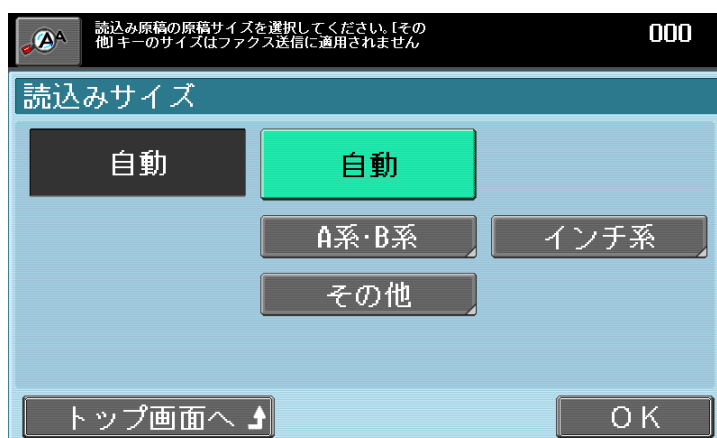 読込み原稿の原稿サイズを選択してください。[その
他]キーのサイズはファクス送信に適用されません
000
AA
読込みサイズ
自動
自動
A系·B系
インチ系
その他
トップ画面へ
OK